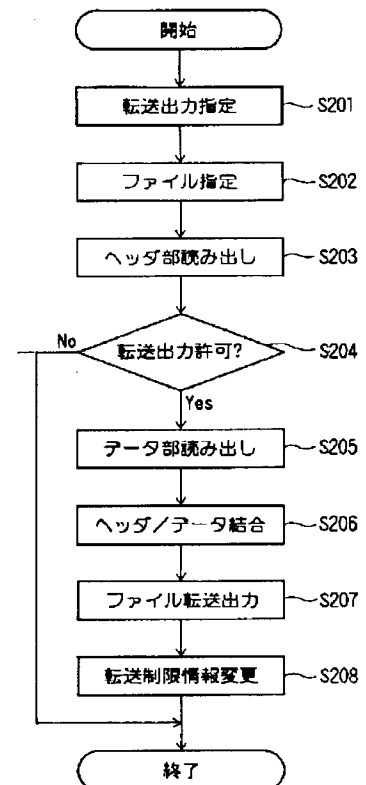 開始
転送出力指定 S201
ファイル指定 S202
ヘッダ部読み出し S203
転送出力許可? S204
No
Yes
データ部読み出し S205
ヘッダ／データ結合 S206
ファイル転送出力 S207
転送制限情報変更 S208
終了